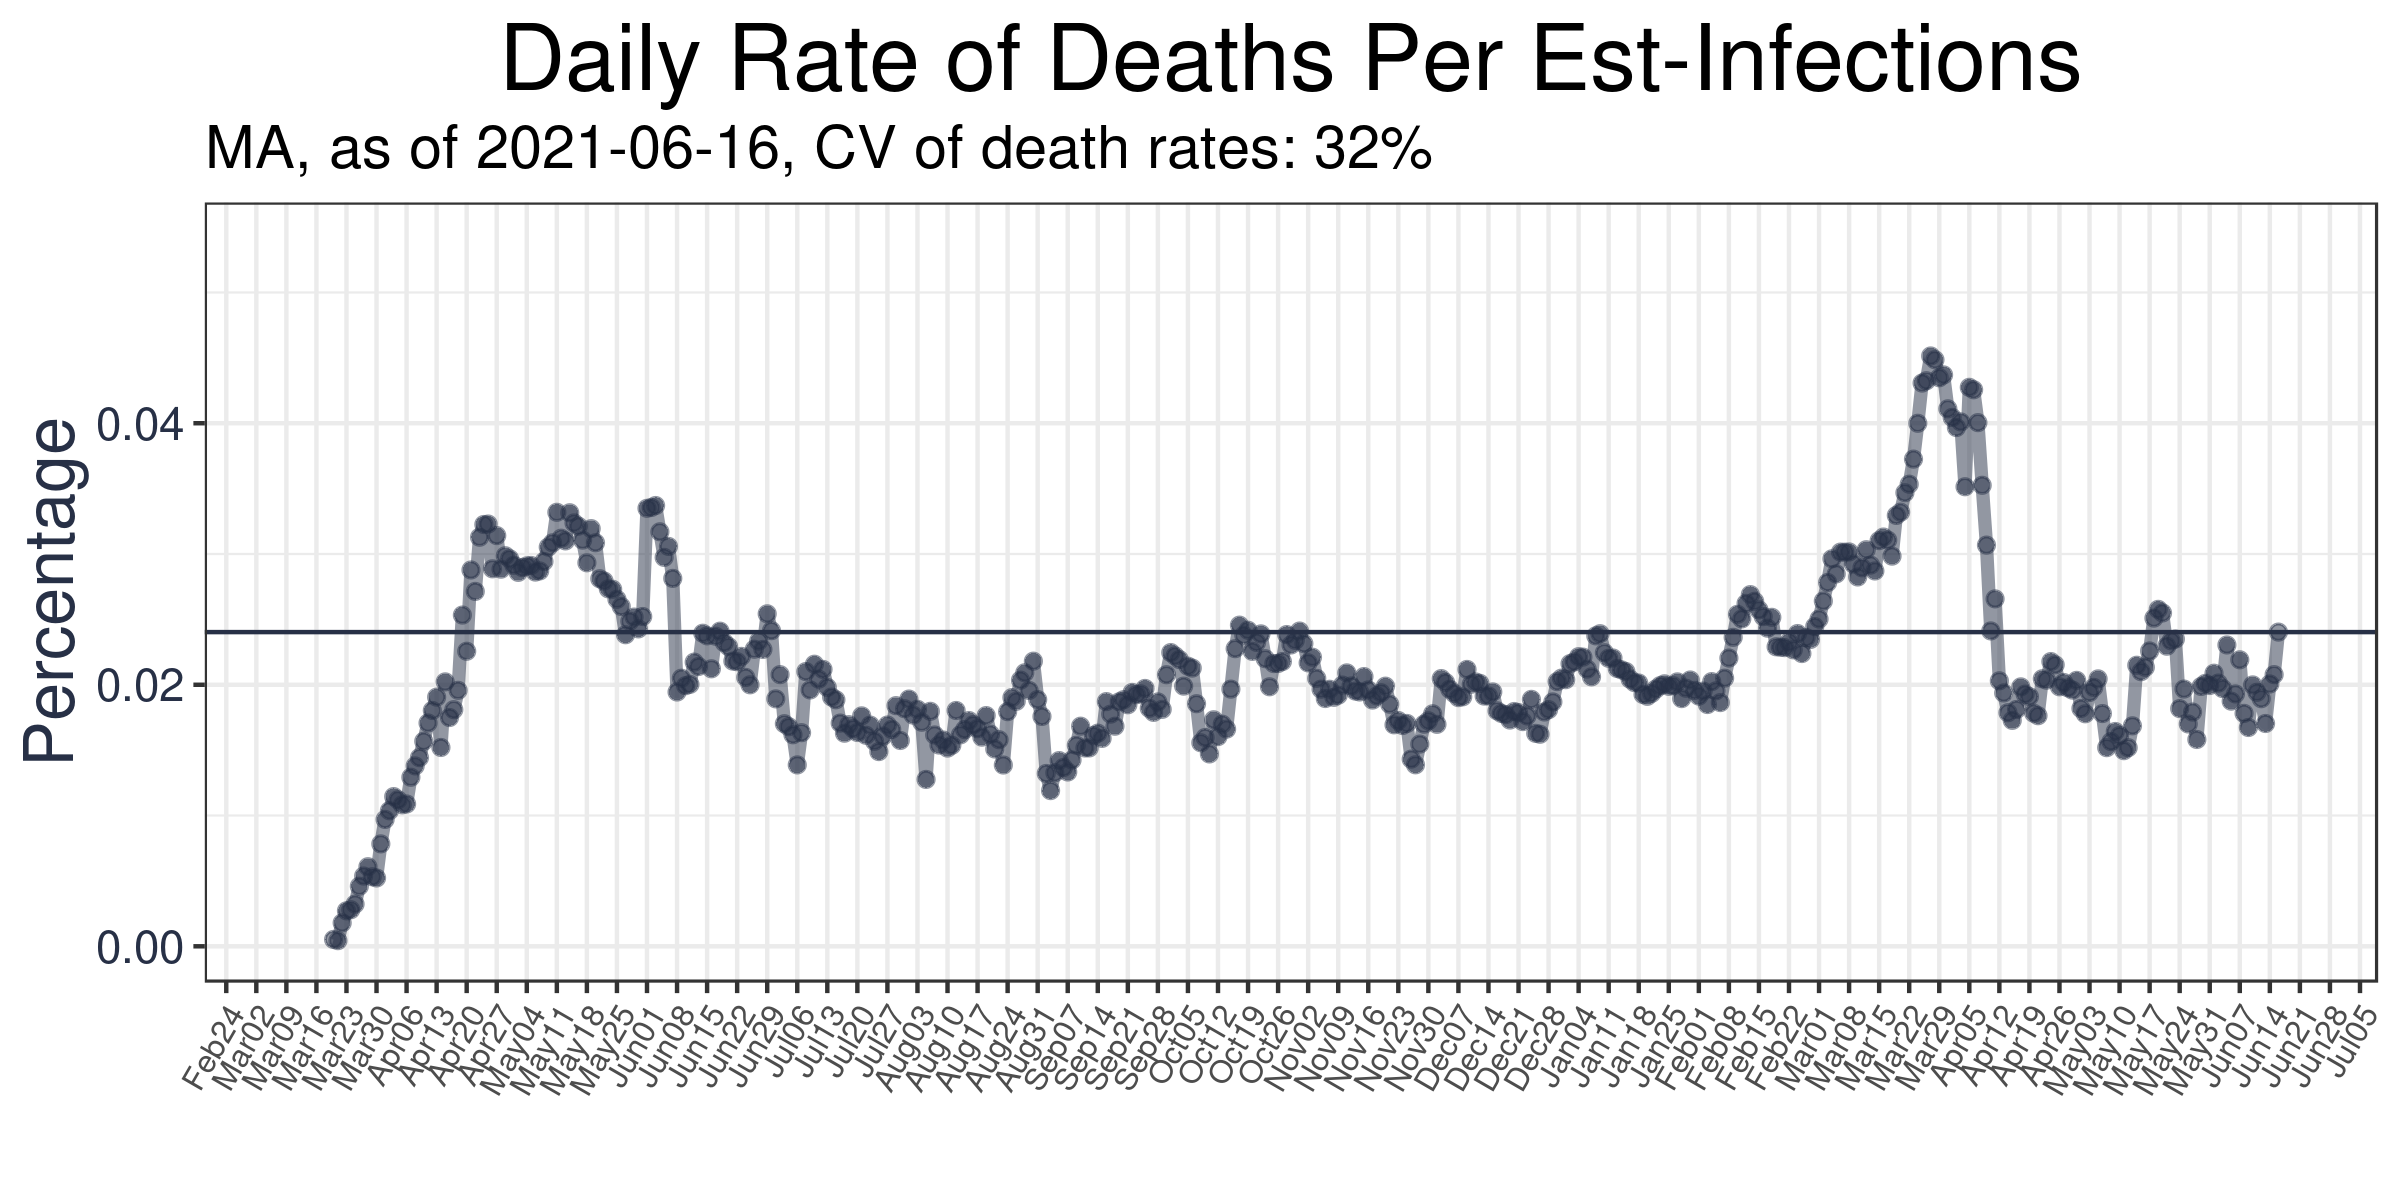 Daily Rate of Deaths Per Est-Infections
MA, as of 2021-06-16, CV of death rates: 32%
Percentage
0.04
0.02
0.00
Feb24
Mar02
Mar09
Mar16
Mar23
Mar30
Apr06
Apr13
Apr20
Apr27
May04
May11
May18
May25
Jun01
Jun08
Jun15
Jun22
Jun29
Jul06
Jul13
Jul20
Jul27
Aug03
Aug10
Aug17
Aug24
Aug31
Sep07
Sep14
Sep21
Sep28
Oct05
Oct12
Oct19
Oct26
Nov02
Nov09
Nov16
Nov23
Nov30
Dec07
Dec14
Dec21
Dec28
Jan04
Jan11
Jan18
Jan25
Feb01
Feb08
Feb15
Feb22
Mar01
Mar08
Mar15
Mar22
Mar29
Apr05
Apr12
Apr19
Apr26
May03
May10
May17
May24
May31
Jun07
Jun14
Jun21
Jun28
Jul05